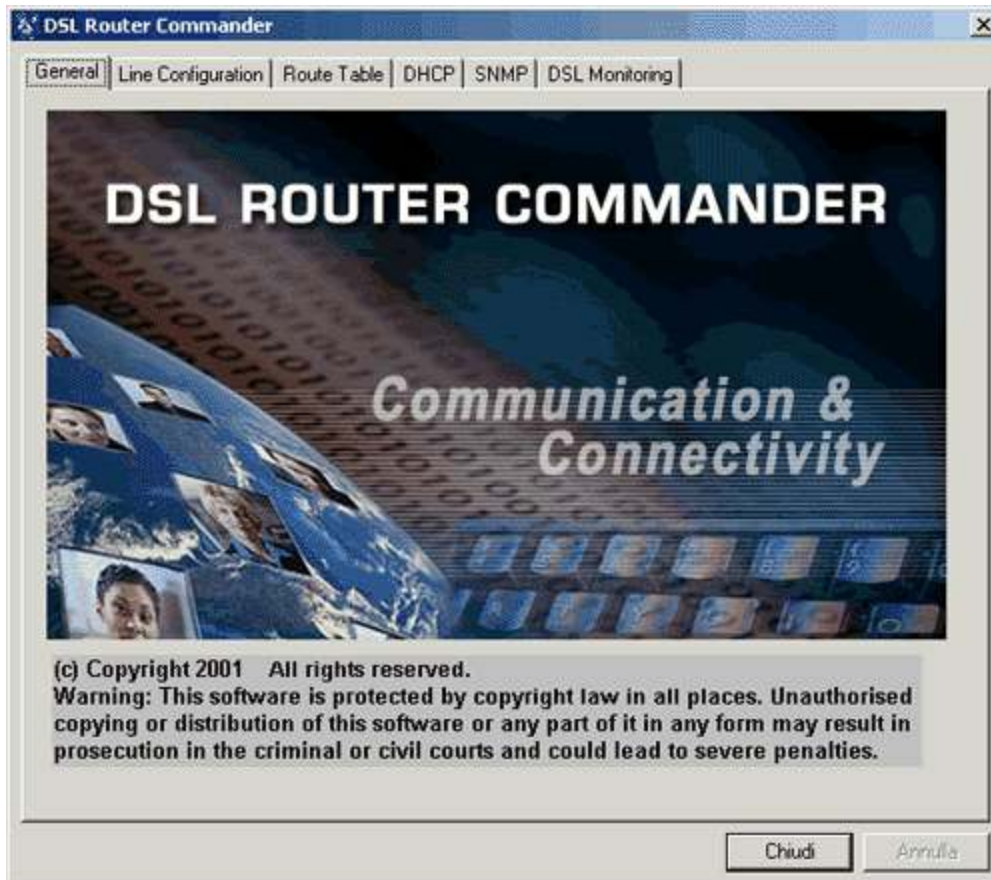 DSL Router Commander
General Line Configuration Route Table DHCP SNMP DSL Monitoring
DSL ROUTER COMMANDER
Communication &
Connectivity
(c) Copyright 2001 All rights reserved.
Warning: This software is protected by copyright law in all places. Unauthorised
copying or distribution of this software or any part of it in any form may result in
prosecution in the criminal or civil courts and could lead to severe penalties.
Chiudi Annulla